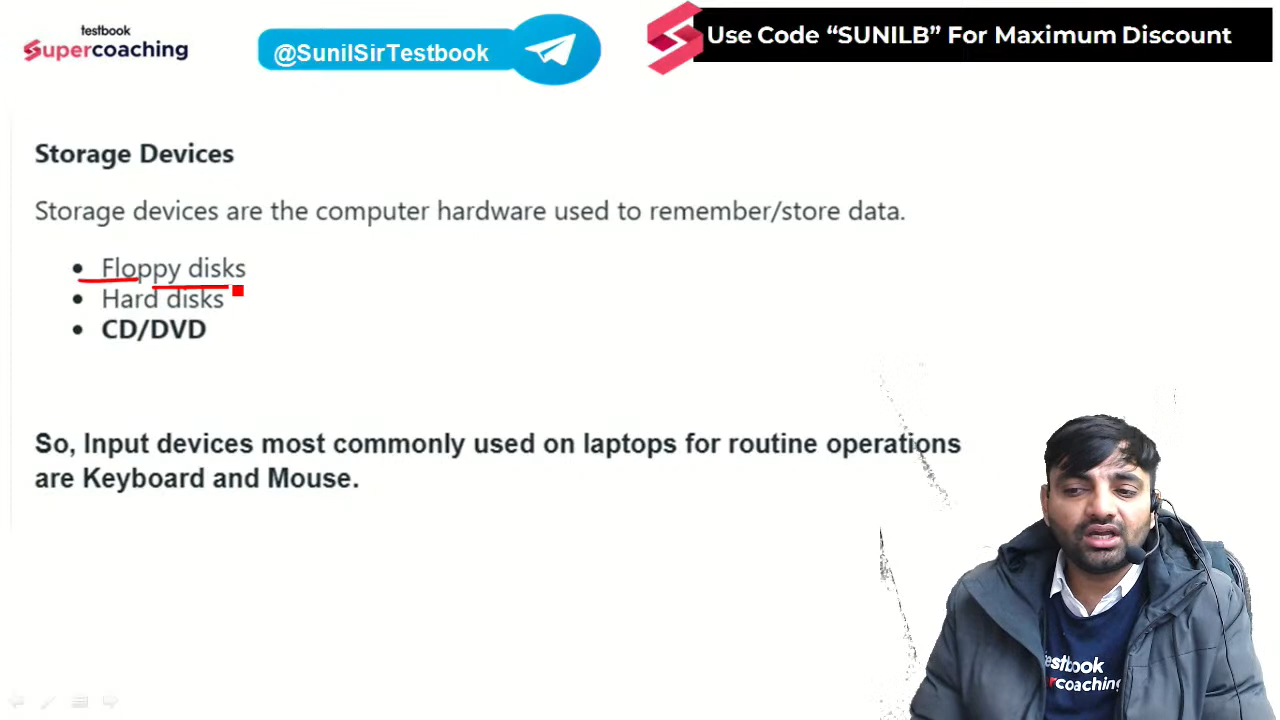 testbook
Supercoaching
@SunilSirTestbook
Use Code “SUNILB” For Maximum Discount
Storage Devices
Storage devices are the computer hardware used to remember/store data.
• Floppy disks
• Hard disks
• CD/DVD
So, Input devices most commonly used on laptops for routine operations
are Keyboard and Mouse.
testbook
supercoaching